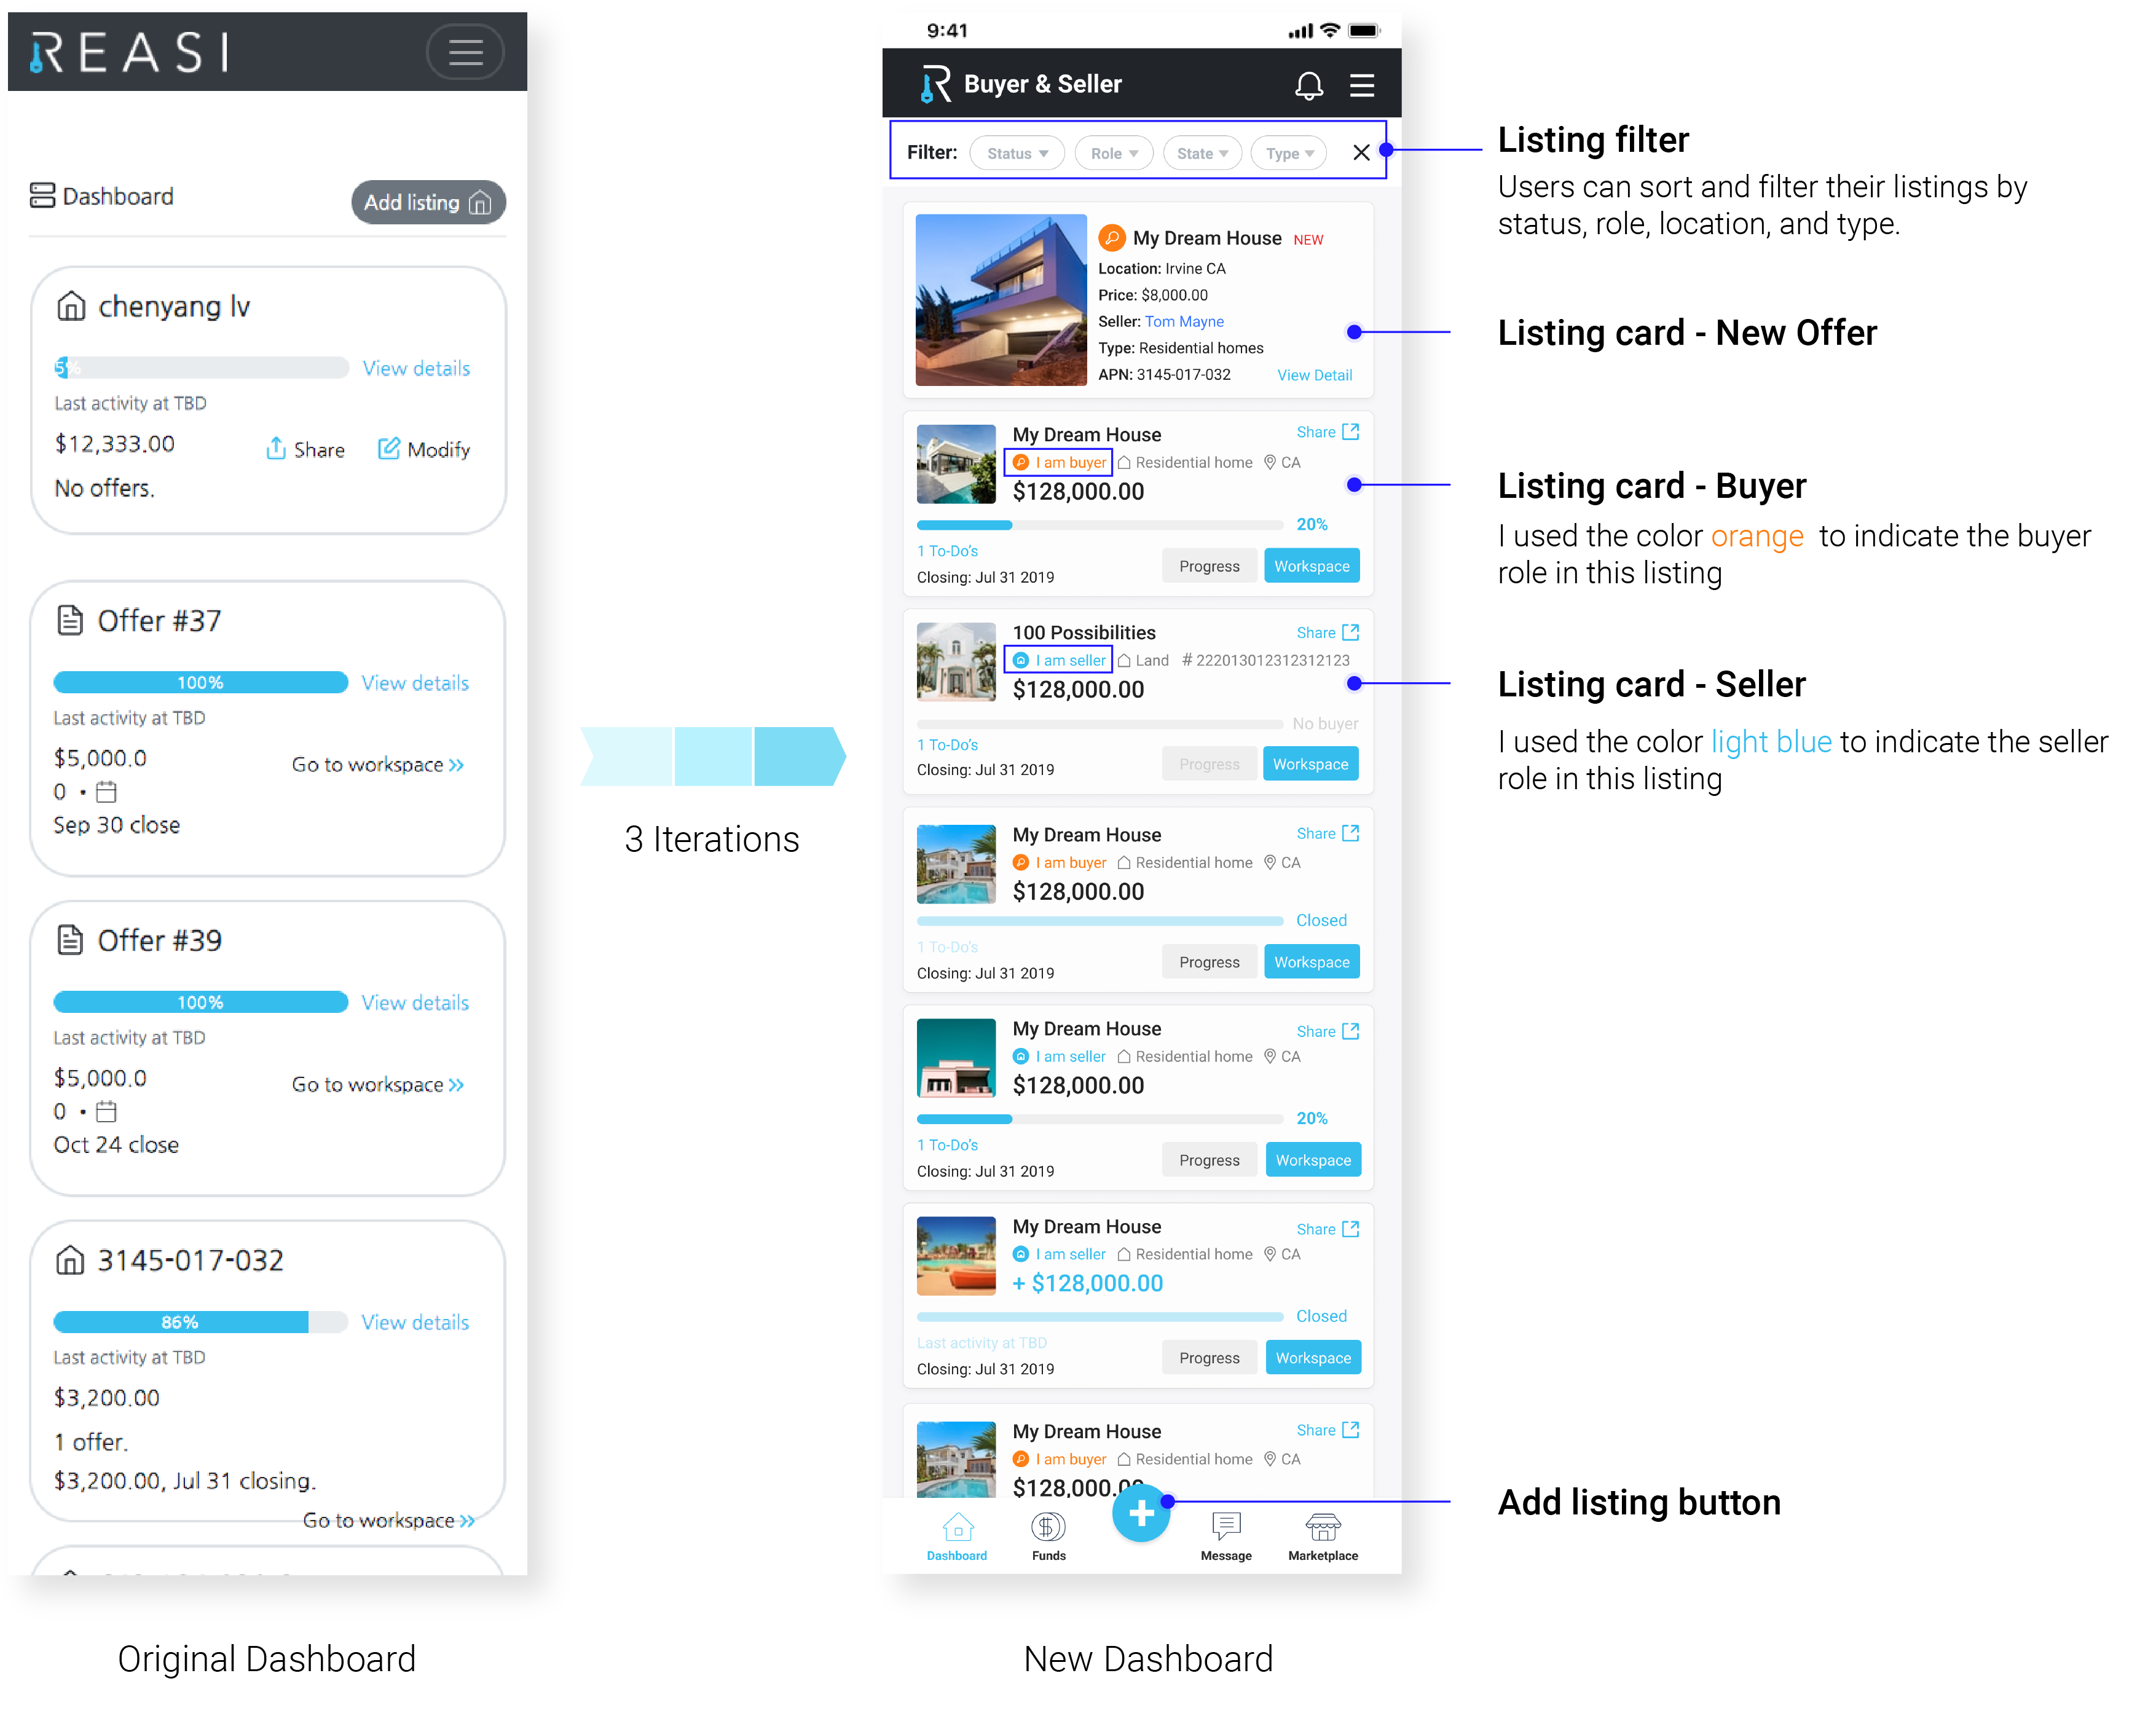 REASI
Dashboard
Add listing
chenyang lv
5%
View details
Last activity at TBD
$12,333.00
Share
Modify
No offers.
Offer #37
100%
View details
Last activity at TBD
$5,000.0
Go to workspace »
0 •
Sep 30 close
Offer #39
100%
View details
Last activity at TBD
$5,000.0
Go to workspace »
0 •
Oct 24 close
3145-017-032
86%
View details
Last activity at TBD
$3,200.00
1 offer.
$3,200.00, Jul 31 closing.
Go to workspace »
Original Dashboard
3 Iterations
9:41
R Buyer & Seller
Filter: Status Role State Type
My Dream House NEW
Location: Irvine CA
Price: $8,000.00
Seller: Tom Mayne
Type: Residential homes
APN: 3145-017-032
View Detail
My Dream House
Share
I am buyer Residential home CA
$128,000.00
20%
1 To-Do's
Closing: Jul 31 2019
Progress
Workspace
100 Possibilities
Share
I am seller Land # 222013012312312123
$128,000.00
No buyer
1 To-Do's
Closing: Jul 31 2019
Progress
Workspace
My Dream House
Share
I am buyer Residential home CA
$128,000.00
Closed
1 To-Do's
Closing: Jul 31 2019
Progress
Workspace
My Dream House
Share
I am seller Residential home CA
$128,000.00
20%
1 To-Do's
Closing: Jul 31 2019
Progress
Workspace
My Dream House
Share
I am seller Residential home CA
+ $128,000.00
Closed
Last activity at TBD
Closing: Jul 31 2019
Progress
Workspace
My Dream House
Share
I am buyer Residential home CA
$128,000.0
+
Dashboard
Funds
Message
Marketplace
New Dashboard
Listing filter
Users can sort and filter their listings by
status, role, location, and type.
Listing card - New Offer
Listing card - Buyer
I used the color orange to indicate the buyer
role in this listing
Listing card - Seller
I used the color light blue to indicate the seller
role in this listing
Add listing button